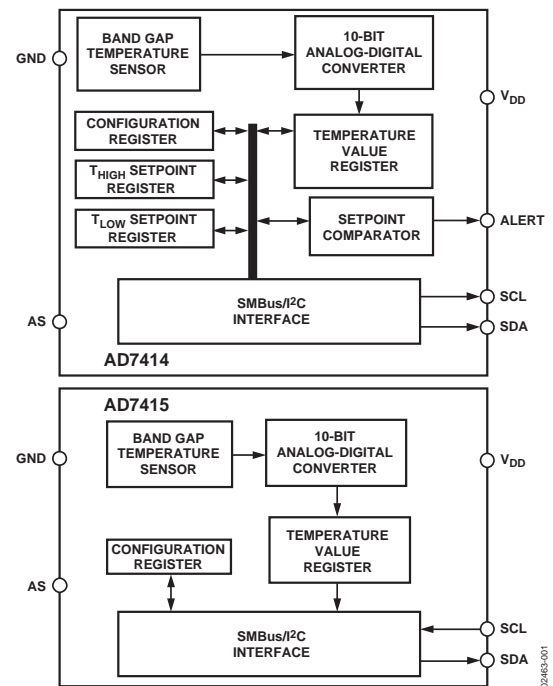 BAND GAP
TEMPERATURE
SENSOR
10-BIT
ANALOG-DIGITAL
CONVERTER
GND
VDD
CONFIGURATION
REGISTER
TEMPERATURE
VALUE
REGISTER
THIGH SETPOINT
REGISTER
TLOW SETPOINT
REGISTER
SETPOINT
COMPARATOR
ALERT
SMBus/I2C
INTERFACE
SCL
SDA
AS
AD7414
AD7415
BAND GAP
TEMPERATURE
SENSOR
10-BIT
ANALOG-DIGITAL
CONVERTER
GND
VDD
CONFIGURATION
REGISTER
TEMPERATURE
VALUE
REGISTER
AS
SMBus/I2C
INTERFACE
SCL
SDA
02463-001